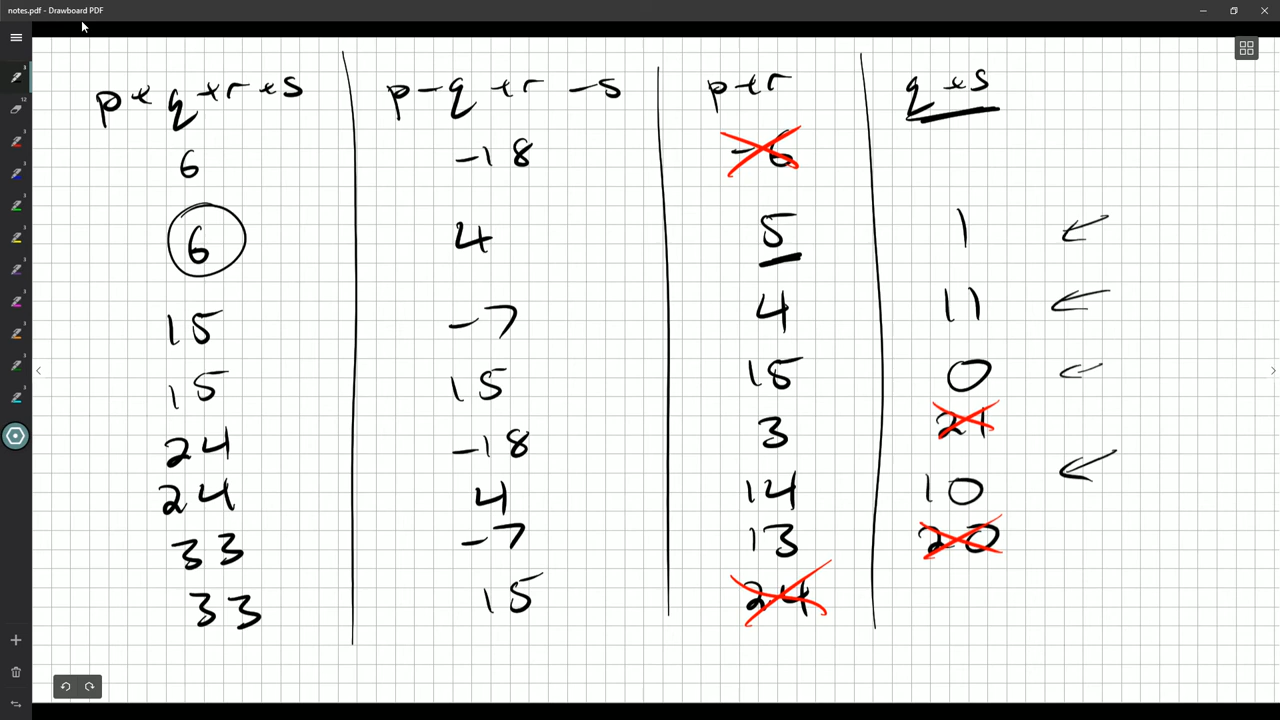 notes.pdf - Drawboard PDF
p+q+r+s p-q+r-s p+r q+s
6 -18 -6
6 4 5 1
15 -7 4 11
15 15 15 0
24 -18 3 21
24 4 14 10
33 -7 13 20
33 15 24